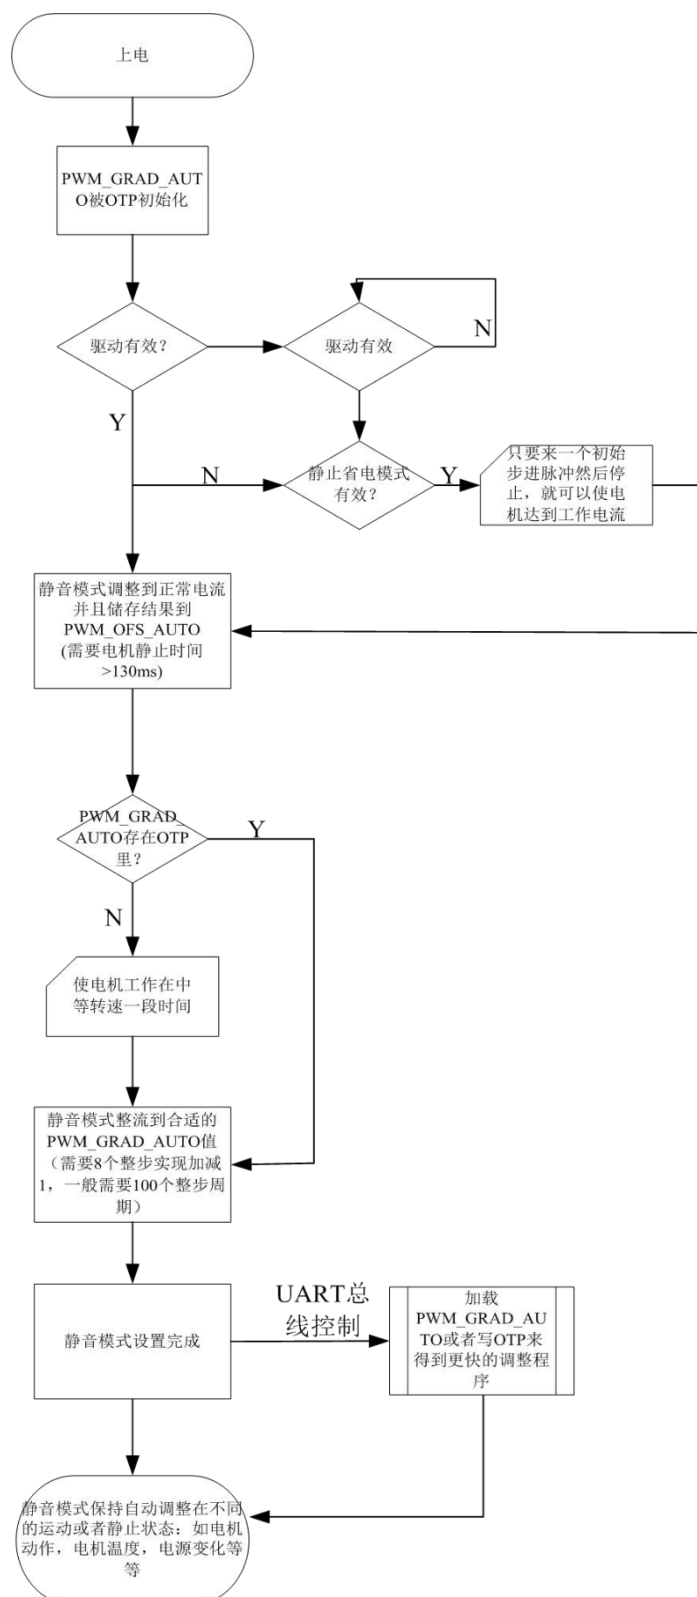 上电
PWM_GRAD_AUT
O被OTP初始化
驱动有效?
驱动有效
N
Y
N
静止省电模式
有效?
Y
只要来一个初始
步进脉冲然后停
止，就可以使电
机达到工作电流
静音模式调整到正常电流
并且储存结果到
PWM_OFS_AUTO
(需要电机静止时间
>130ms)
PWM_GRAD_
AUTO存在OTP
里?
Y
N
使电机工作在中
等转速一段时间
静音模式整流到合适的
PWM_GRAD_AUTO值
（需要8个整步实现加减
1，一般需要100个整步周
期）
静音模式设置完成
UART总
线控制
加载
PWM_GRAD_AU
TO或者写OTP来
得到更快的调整程
序
静音模式保持自动调整在不同
的运动或者静止状态：如电机
动作，电机温度，电源变化等
等